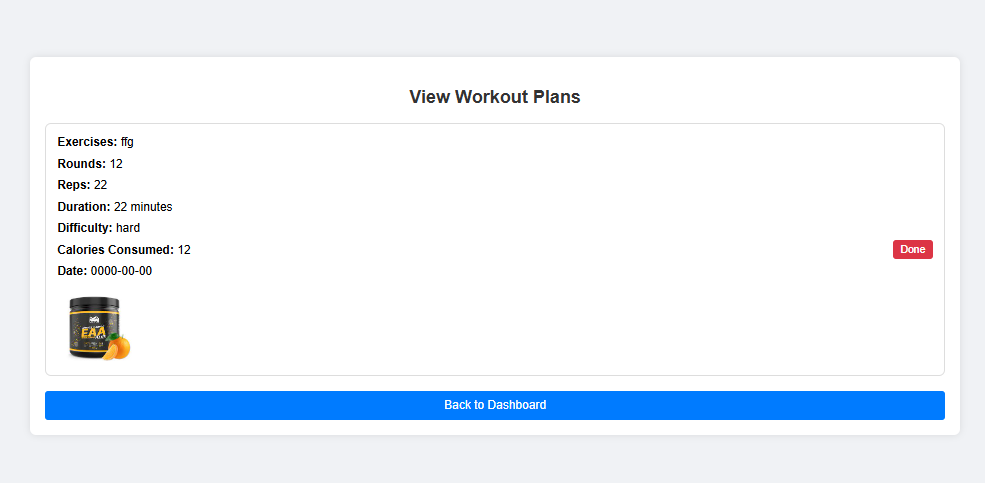 View Workout Plans
Exercises: ffg
Rounds: 12
Reps: 22
Duration: 22 minutes
Difficulty: hard
Calories Consumed: 12
Done
Date: 0000-00-00
EAA
Back to Dashboard